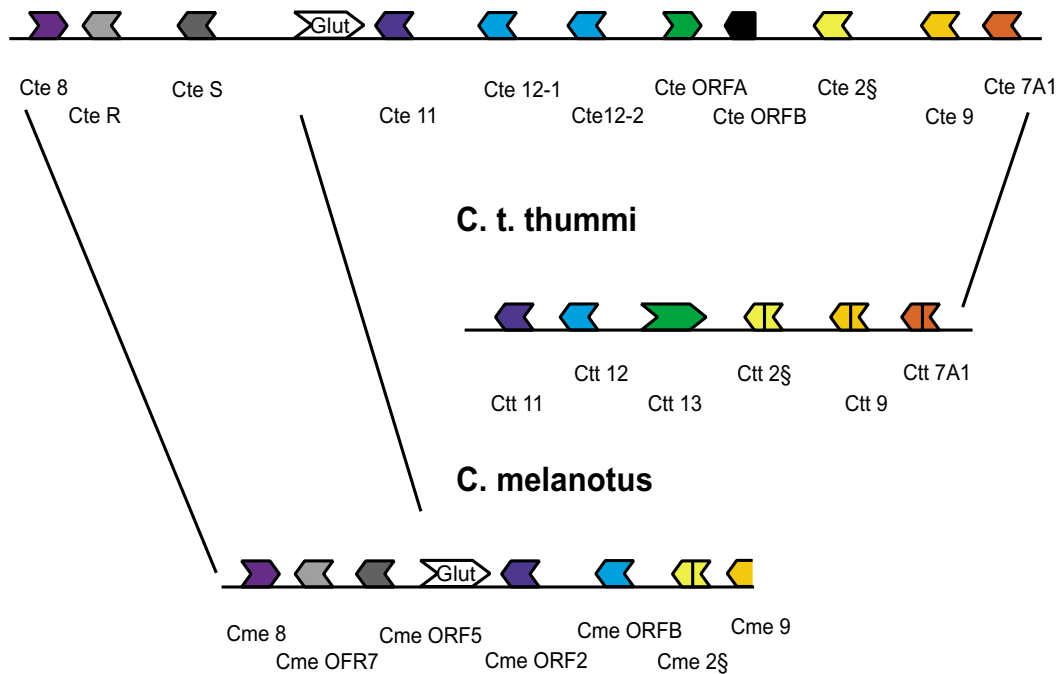 Glut
Cte 8
Cte R
Cte S
Cte 11
Cte 12-1
Cte12-2
Cte ORFA
Cte ORFB
Cte 2§
Cte 9
Cte 7A1
C. t. thummi
Ctt 11
Ctt 12
Ctt 13
Ctt 2§
Ctt 9
Ctt 7A1
C. melanotus
Glut
Cme 8
Cme OFR7
Cme ORF5
Cme ORF2
Cme ORFB
Cme 2§
Cme 9